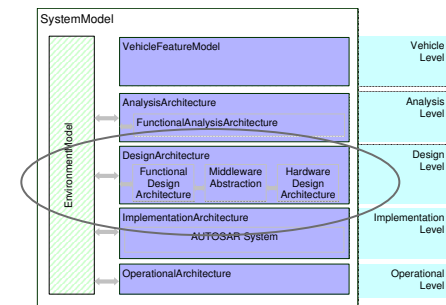 SystemModel
EnvironmentModel
VehicleFeatureModel
Vehicle
Level
AnalysisArchitecture
FunctionalAnalysisArchitecture
Analysis
Level
DesignArchitecture
Functional
Design
Architecture
Middleware
Abstraction
Hardware
Design
Architecture
Design
Level
ImplementationArchitecture
AUTOSAR System
Implementation
Level
OperationalArchitecture
Operational
Level